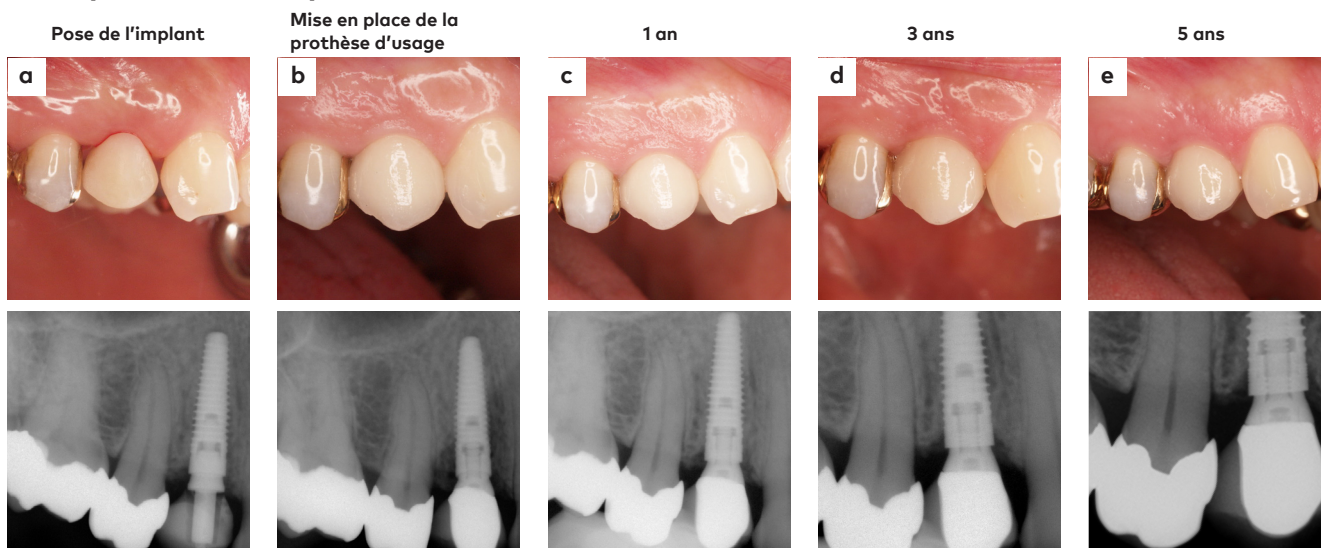 Pose de l'implant
Mise en place de la
prothèse d'usage
1 an
3 ans
5 ans
a
b
c
d
e